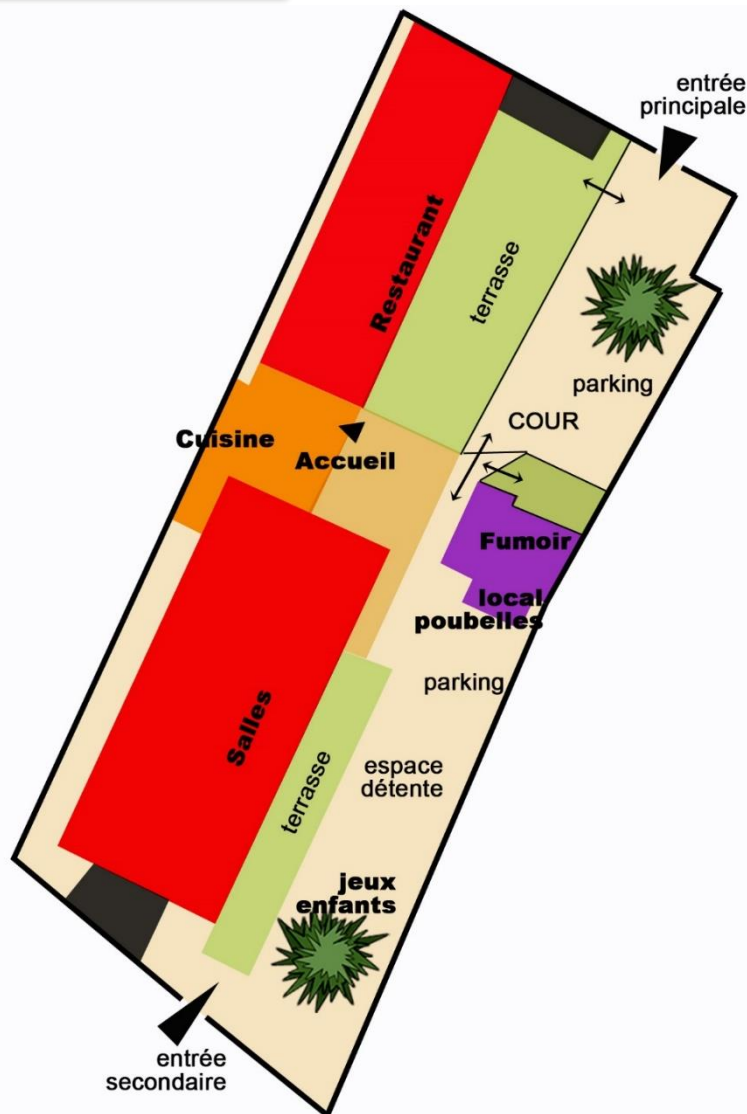 entrée
principale
Restaurant
terrasse
parking
COUR
Cuisine
Accueil
Fumoir
local
poubelles
parking
Salles
terrasse
espace
détente
jeux
enfants
entrée
secondaire